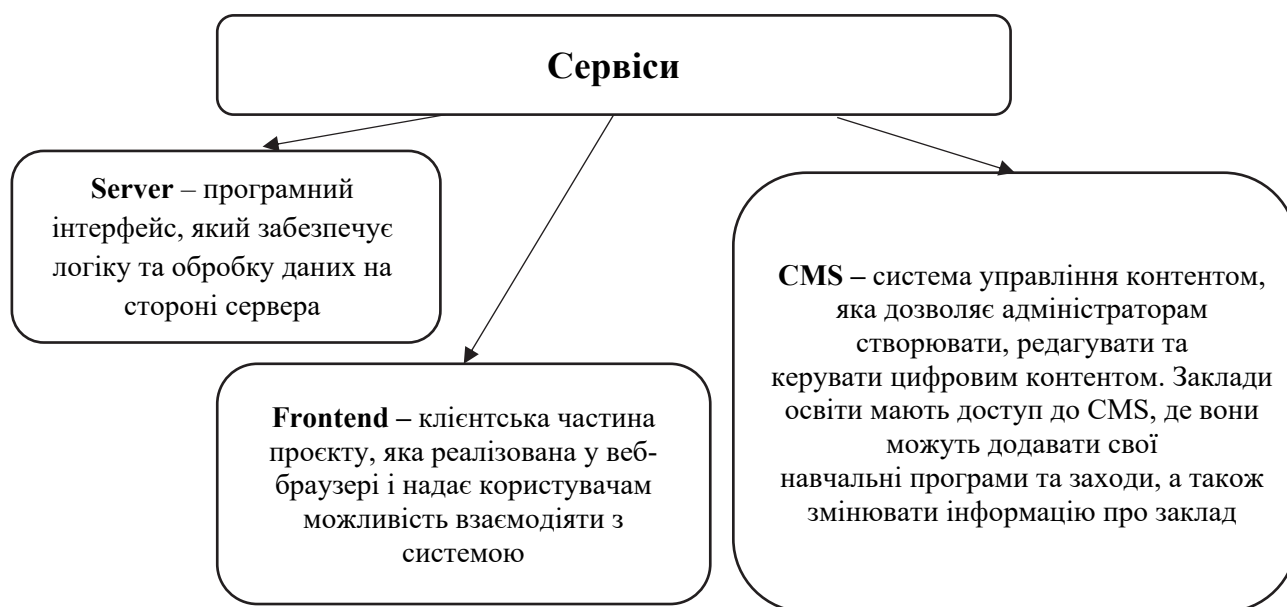 Сервіси
Server – програмний
інтерфейс, який забезпечує
логіку та обробку даних на
стороні сервера
Frontend – клієнтська частина
проєкту, яка реалізована у веб-
браузері і надає користувачам
можливість взаємодіяти з
системою
CMS – система управління контентом,
яка дозволяє адміністраторам
створювати, редагувати та
керувати цифровим контентом. Заклади
освіти мають доступ до CMS, де вони
можуть додавати свої
навчальні програми та заходи, а також
змінювати інформацію про заклад